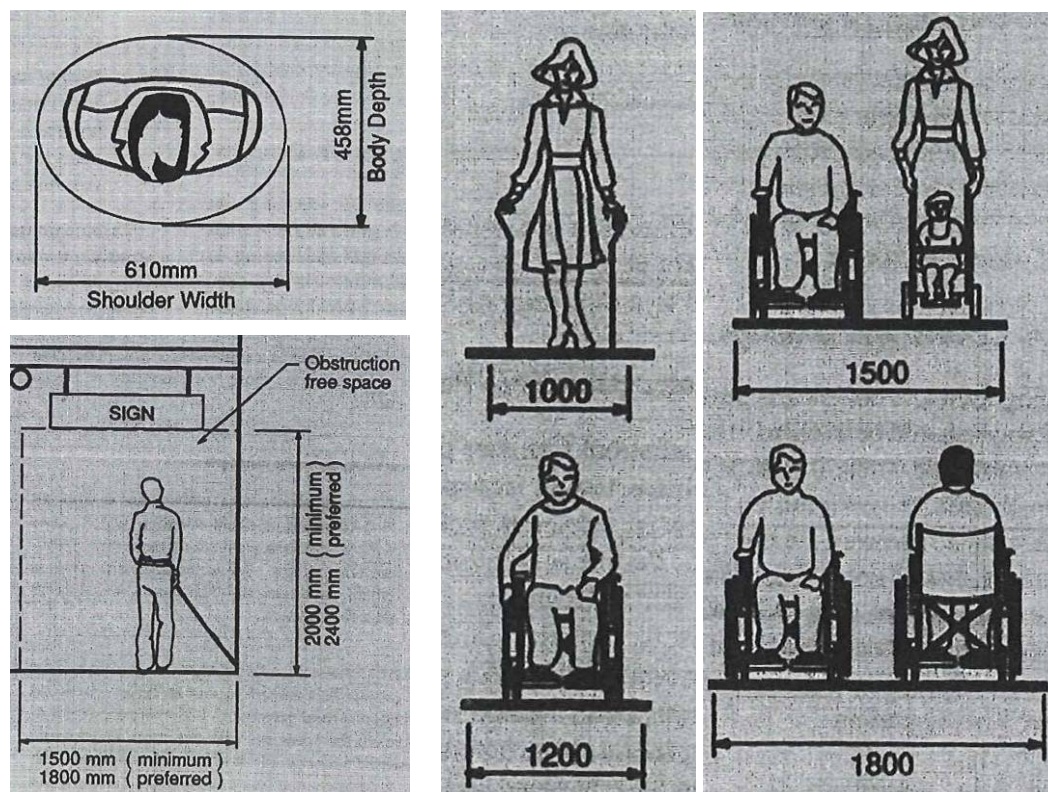 458mm
Body Depth
610mm
Shoulder Width
Obstruction
free space
SIGN
2000 mm ( minimum )
2400 mm ( preferred )
1500 mm ( minimum )
1800 mm ( preferred )
1000
1500
1200
1800